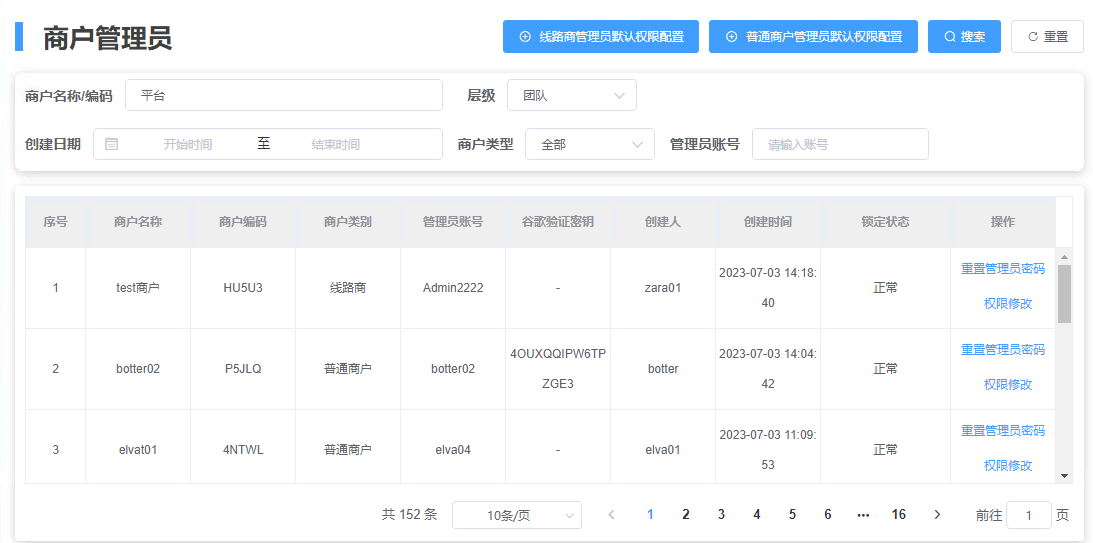 商户管理员
线路商管理员默认权限配置
普通商户管理员默认权限配置
搜索
重置
商户名称/编码 平台 层级 团队
创建日期 开始时间 至 结束时间 商户类型 全部 管理员账号 请输入账号
序号 商户名称 商户编码 商户类别 管理员账号 谷歌验证密钥 创建人 创建时间 锁定状态 操作
1 test商户 HU5U3 线路商 Admin2222 - zara01 2023-07-03 14:18:40 正常 重置管理员密码 权限修改
2 botter02 P5JLQ 普通商户 botter02 4OUXQQIPW6TPZGE3 botter 2023-07-03 14:04:42 正常 重置管理员密码 权限修改
3 elvat01 4NTWL 普通商户 elva04 - elva01 2023-07-03 11:09:53 正常 重置管理员密码 权限修改
共 152 条 10条/页 1 2 3 4 5 6 ••• 16 前往 1 页